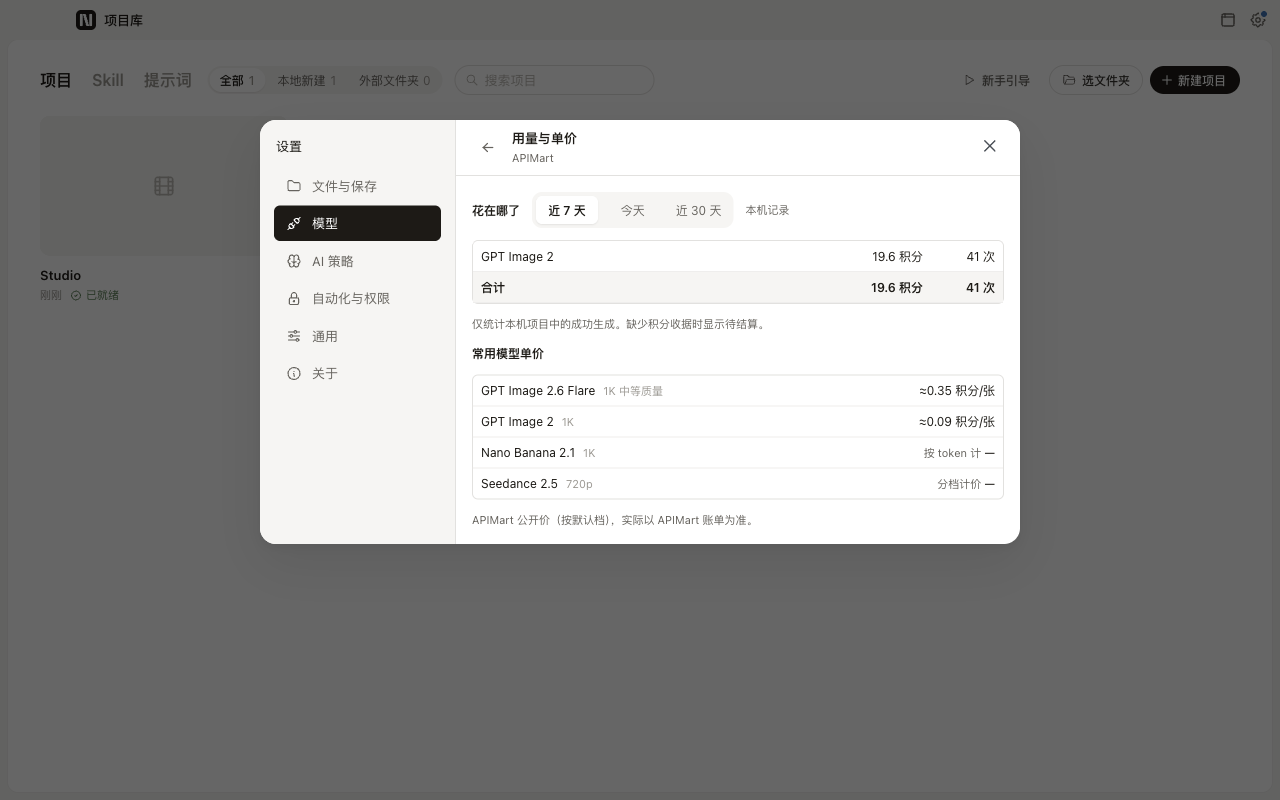 N 项目库
项目 Skill 提示词 全部 1 本地新建 1 外部文件夹 0 搜索项目 新手引导 选文件夹 新建项目
Studio
刚刚 已就绪
设置
文件与保存
模型
AI 策略
自动化与权限
通用
关于
用量与单价
APIMart
花在哪了 近 7 天 今天 近 30 天 本机记录
GPT Image 2 19.6 积分 41 次
合计 19.6 积分 41 次
仅统计本机项目中的成功生成。缺少积分收据时显示待结算。
常用模型单价
GPT Image 2.6 Flare 1K 中等质量 ≈0.35 积分/张
GPT Image 2 1K ≈0.09 积分/张
Nano Banana 2.1 1K 按 token 计 —
Seedance 2.5 720p 分档计价 —
APIMart 公开价（按默认档），实际以 APIMart 账单为准。